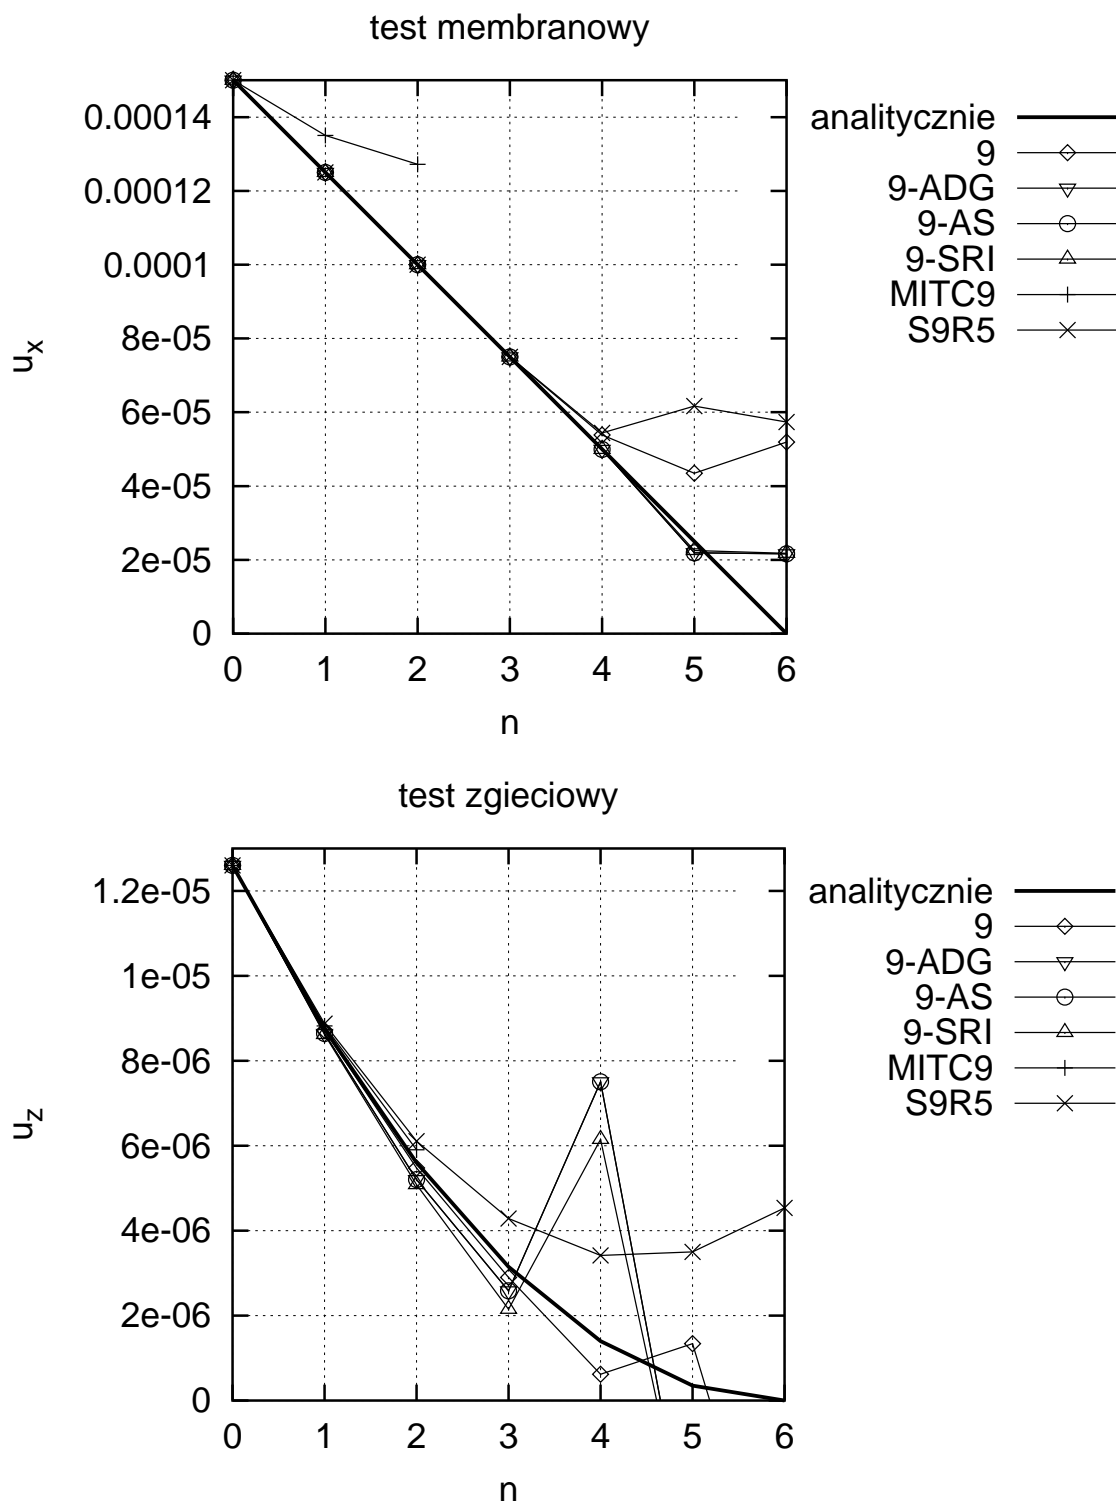 test membranowy
0.00014
0.00012
0.0001
8e-05
6e-05
4e-05
2e-05
0
u_x
0 1 2 3 4 5 6
n
analitycznie
9
9-ADG
9-AS
9-SRI
MITC9
S9R5
test zgieciowy
1.2e-05
1e-05
8e-06
6e-06
4e-06
2e-06
0
u_z
0 1 2 3 4 5 6
n
analitycznie
9
9-ADG
9-AS
9-SRI
MITC9
S9R5